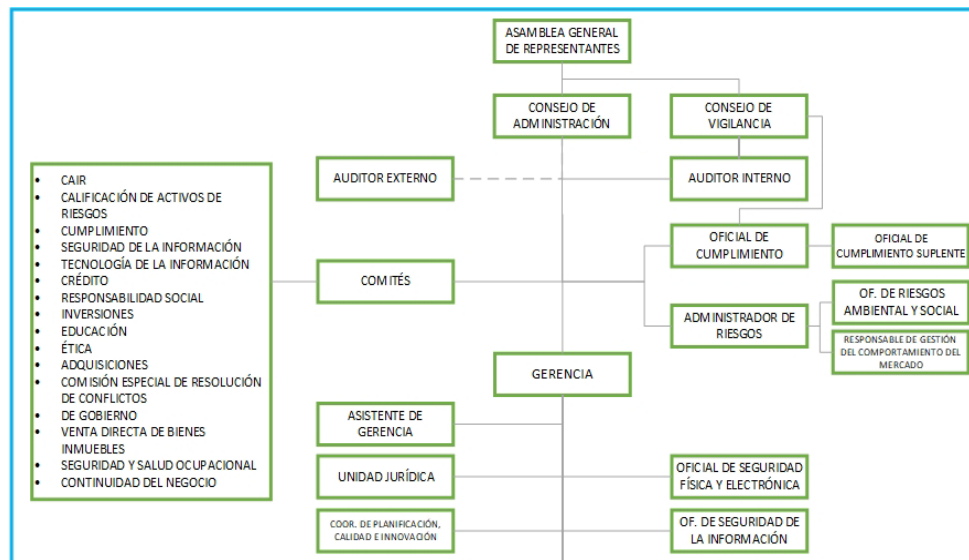 ASAMBLEA GENERAL
DE REPRESENTANTES
CONSEJO DE
ADMINISTRACIÓN
CONSEJO DE
VIGILANCIA
AUDITOR EXTERNO
AUDITOR INTERNO
• CAIR
• CALIFICACIÓN DE ACTIVOS DE
RIESGOS
• CUMPLIMIENTO
• SEGURIDAD DE LA INFORMACIÓN
• TECNOLOGÍA DE LA INFORMACIÓN
• CRÉDITO
• RESPONSABILIDAD SOCIAL
• INVERSIONES
• EDUCACIÓN
• ÉTICA
• ADQUISICIONES
• COMISIÓN ESPECIAL DE RESOLUCIÓN
DE CONFLICTOS
• DE GOBIERNO
• VENTA DIRECTA DE BIENES
INMUEBLES
• SEGURIDAD Y SALUD OCUPACIONAL
• CONTINUIDAD DEL NEGOCIO
COMITÉS
OFICIAL DE
CUMPLIMIENTO
OFICIAL DE
CUMPLIMIENTO SUPLENTE
ADMINISTRADOR DE
RIESGOS
OF. DE RIESGOS
AMBIENTAL Y SOCIAL
RESPONSABLE DE GESTIÓN
DEL COMPORTAMIENTO DEL
MERCADO
GERENCIA
ASISTENTE DE
GERENCIA
UNIDAD JURÍDICA
OFICIAL DE SEGURIDAD
FÍSICA Y ELECTRÓNICA
COOR. DE PLANIFICACIÓN,
CALIDAD E INNOVACIÓN
OF. DE SEGURIDAD DE
LA INFORMACIÓN